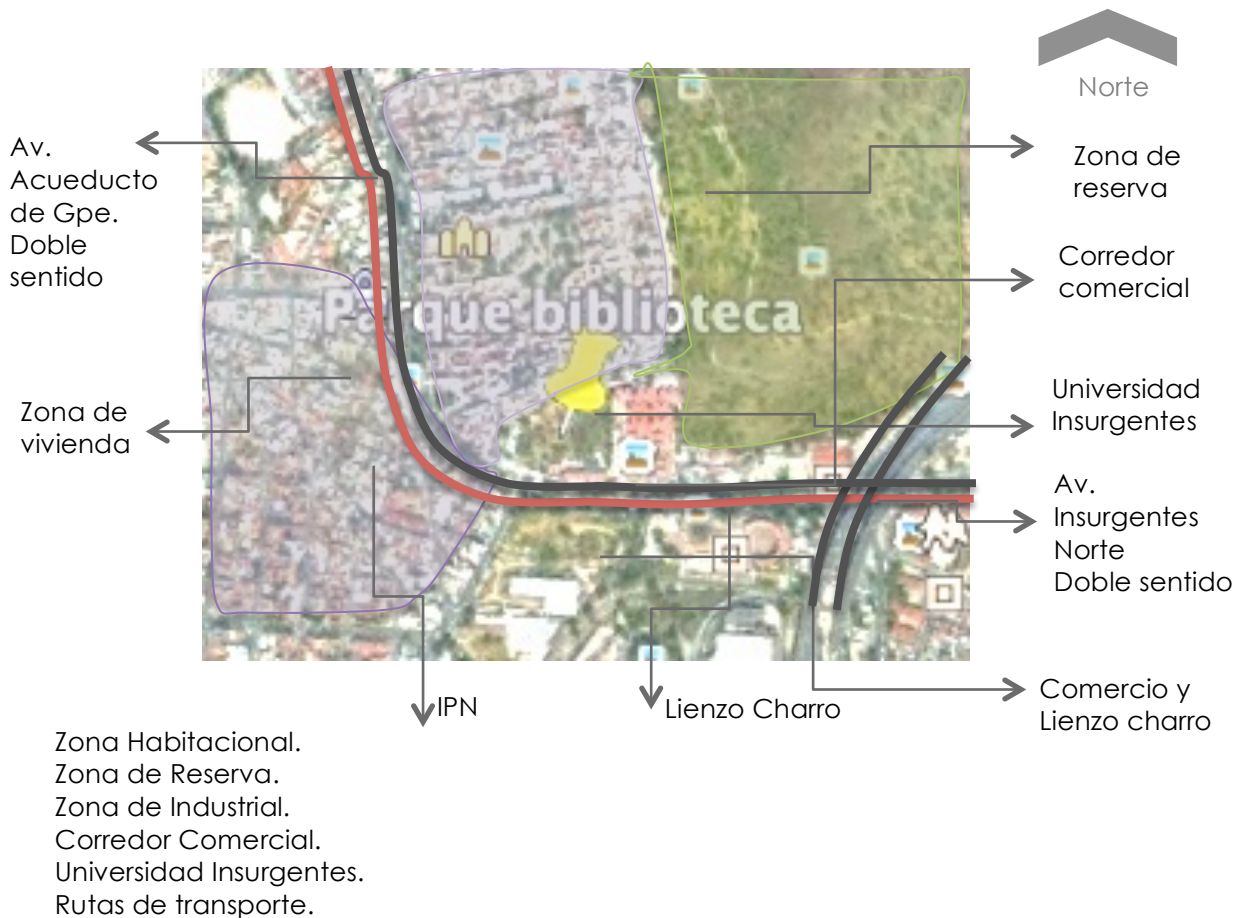 Norte
Av.
Acueducto
de Gpe.
Doble
sentido
Zona de
reserva
Corredor
comercial
Parque biblioteca
Zona de
vivienda
Universidad
Insurgentes
Av.
Insurgentes
Norte
Doble sentido
IPN
Lienzo Charro
Comercio y
Lienzo charro
Zona Habitacional.
Zona de Reserva.
Zona de Industrial.
Corredor Comercial.
Universidad Insurgentes.
Rutas de transporte.